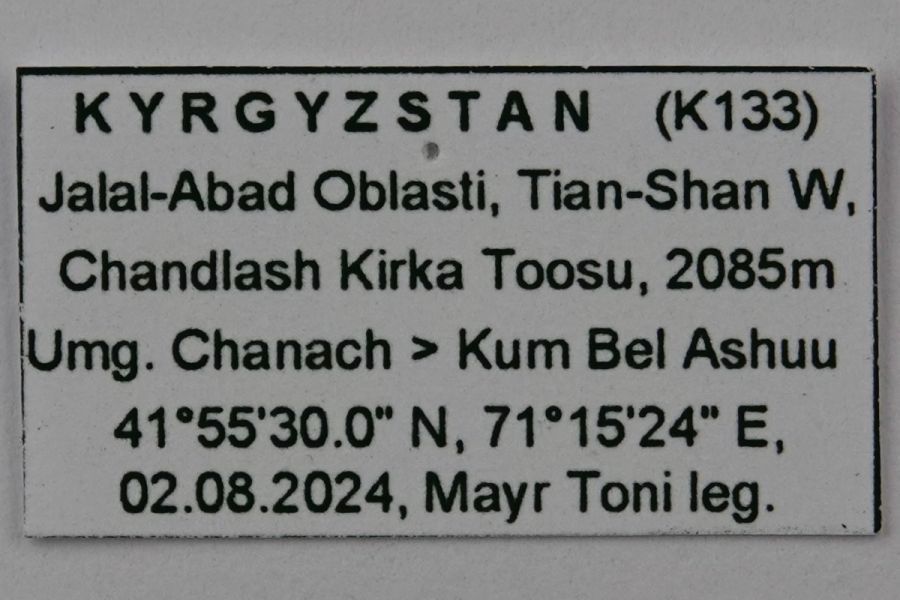 KYRGYZSTAN (K133)
Jalal-Abad Oblasti, Tian-Shan W,
Chandlash Kirka Toosu, 2085m
Umg. Chanach > Kum Bel Ashuu
41°55'30.0" N, 71°15'24" E,
02.08.2024, Mayr Toni leg.